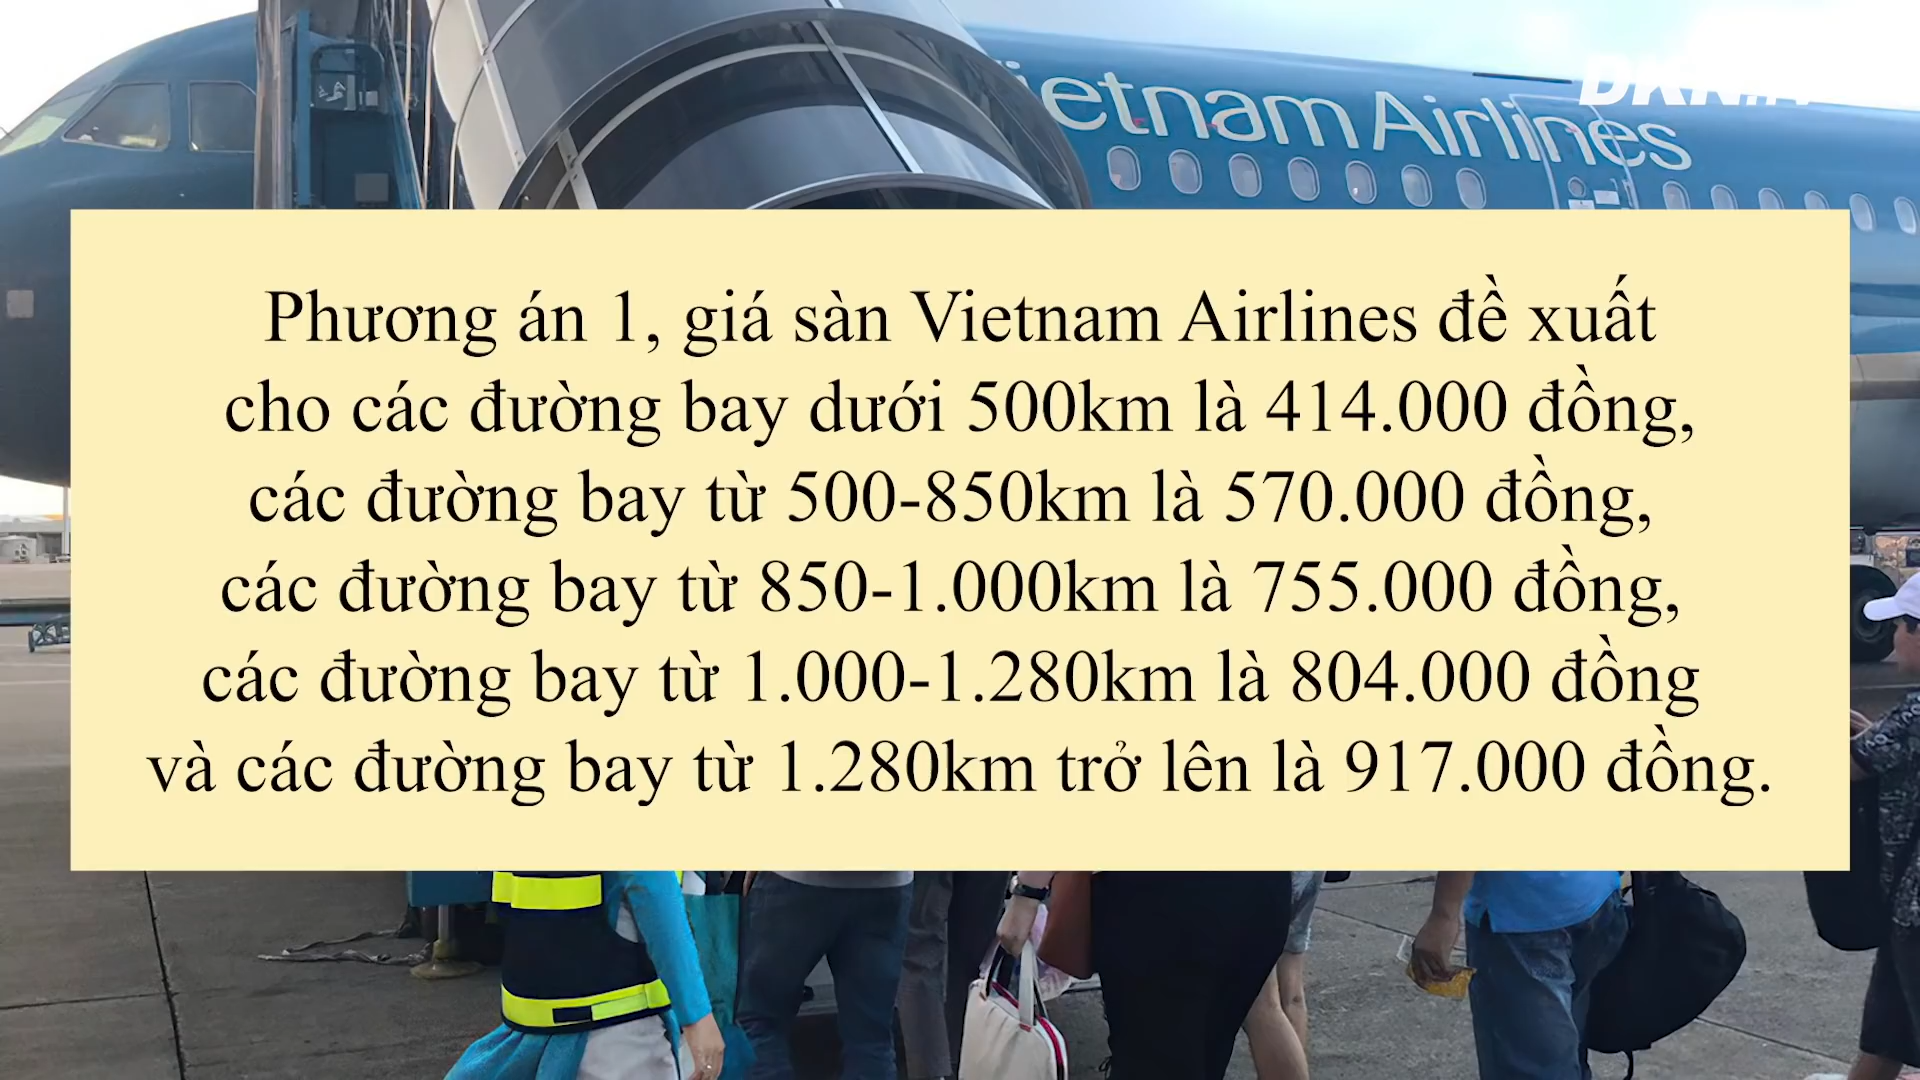 etnam Airlines
Phương án 1, giá sàn Vietnam Airlines đề xuất
cho các đường bay dưới 500km là 414.000 đồng,
các đường bay từ 500-850km là 570.000 đồng,
các đường bay từ 850-1.000km là 755.000 đồng,
các đường bay từ 1.000-1.280km là 804.000 đồng
và các đường bay từ 1.280km trở lên là 917.000 đồng.